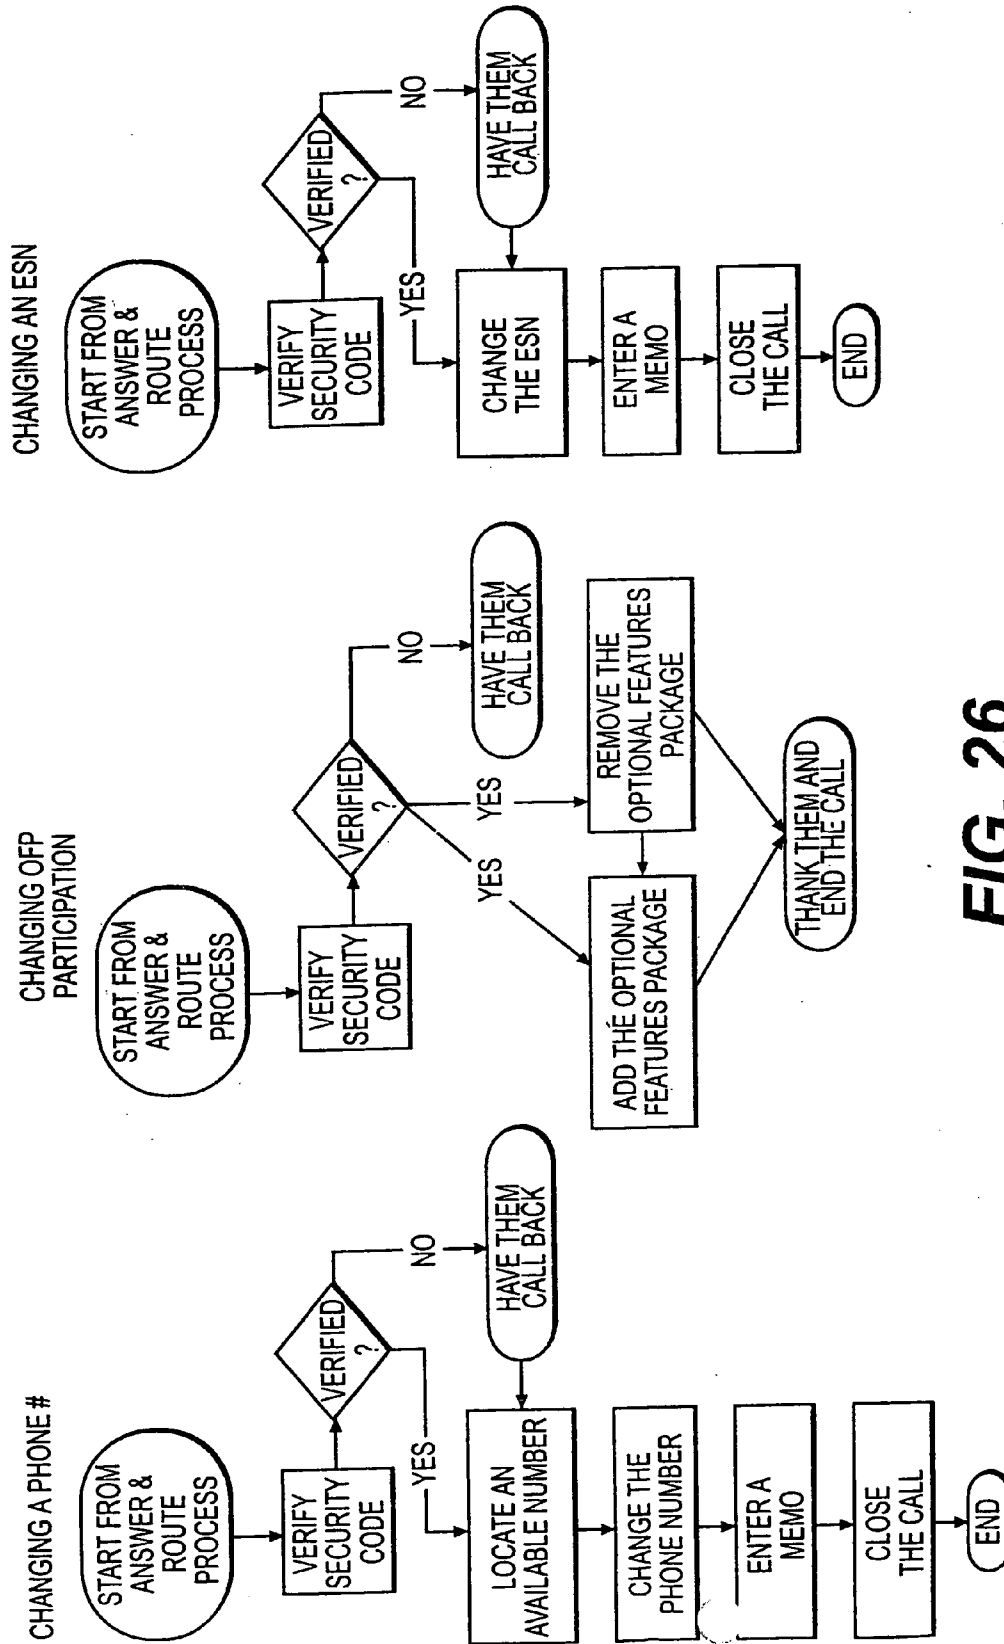 CHANGING A PHONE #
START FROM
ANSWER &
ROUTE
PROCESS
VERIFY
SECURITY
CODE
VERIFIED
?
NO
YES
HAVE THEM
CALL BACK
LOCATE AN
AVAILABLE NUMBER
CHANGE THE
PHONE NUMBER
ENTER A
MEMO
CLOSE
THE CALL
END
CHANGING OFP
PARTICIPATION
START FROM
ANSWER &
ROUTE
PROCESS
VERIFY
SECURITY
CODE
VERIFIED
?
NO
YES
YES
HAVE THEM
CALL BACK
ADD THE OPTIONAL
FEATURES PACKAGE
REMOVE THE
OPTIONAL FEATURES
PACKAGE
THANK THEM AND
END THE CALL
CHANGING AN ESN
START FROM
ANSWER &
ROUTE
PROCESS
VERIFY
SECURITY
CODE
VERIFIED
?
NO
YES
HAVE THEM
CALL BACK
CHANGE
THE ESN
ENTER A
MEMO
CLOSE
THE CALL
END
FIG. 26